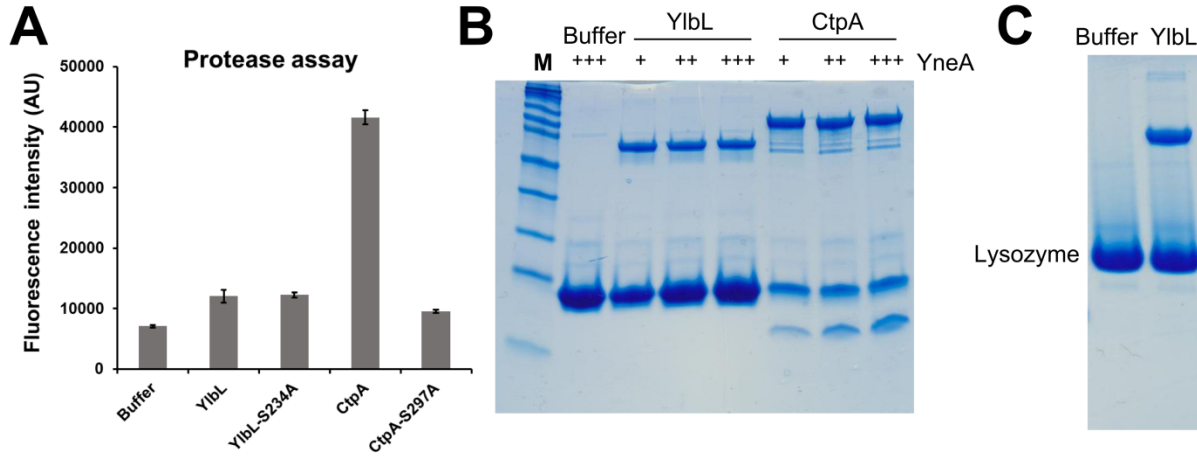 A
Protease assay
Fluorescence intensity (AU)
50000
40000
30000
20000
10000
0
Buffer
YlbL
YlbL-S234A
CtpA
CtpA-S297A
B
Buffer YlbL CtpA
M +++ + ++ +++ + ++ +++ YneA
C
Buffer YlbL
Lysozyme